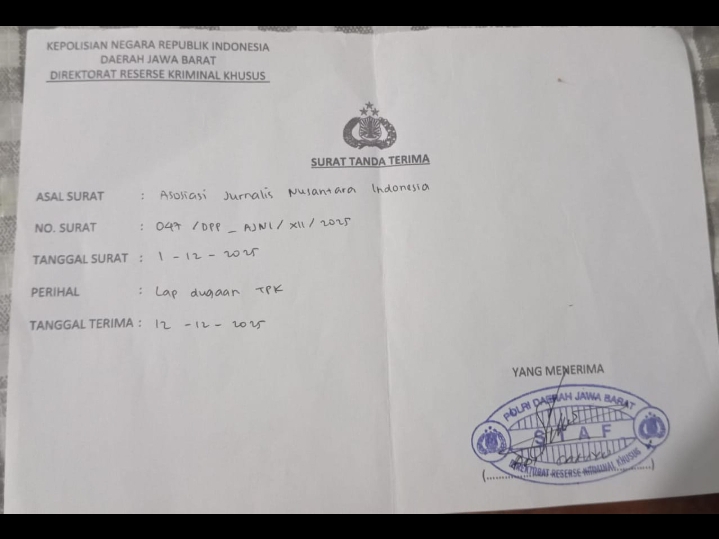 KEPOLISIAN NEGARA REPUBLIK INDONESIA
DAERAH JAWA BARAT
DIREKTORAT RESERSE KRIMINAL KHUSUS
SURAT TANDA TERIMA
ASAL SURAT : Asosiasi Jurnalis Nusantara Indonesia
NO. SURAT : 047 /DPP _ AJNI / XII / 2025
TANGGAL SURAT : 1 - 12 - 2025
PERIHAL : Lap dugaan TPK
TANGGAL TERIMA : 12 - 12 - 2025
YANG MENERIMA
POLRI DAERAH JAWA BARAT
STAF
DIREKTORAT RESERSE KRIMINAL KHUSUS